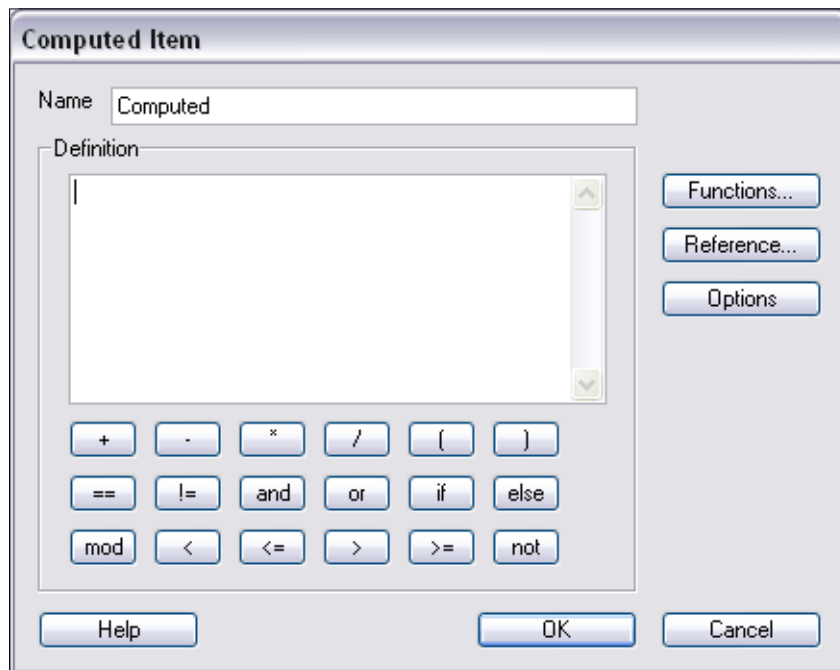 Computed Item
Name Computed
Definition
Functions...
Reference...
Options
+ - * / ( )
== != and or if else
mod < <= > >= not
Help OK Cancel